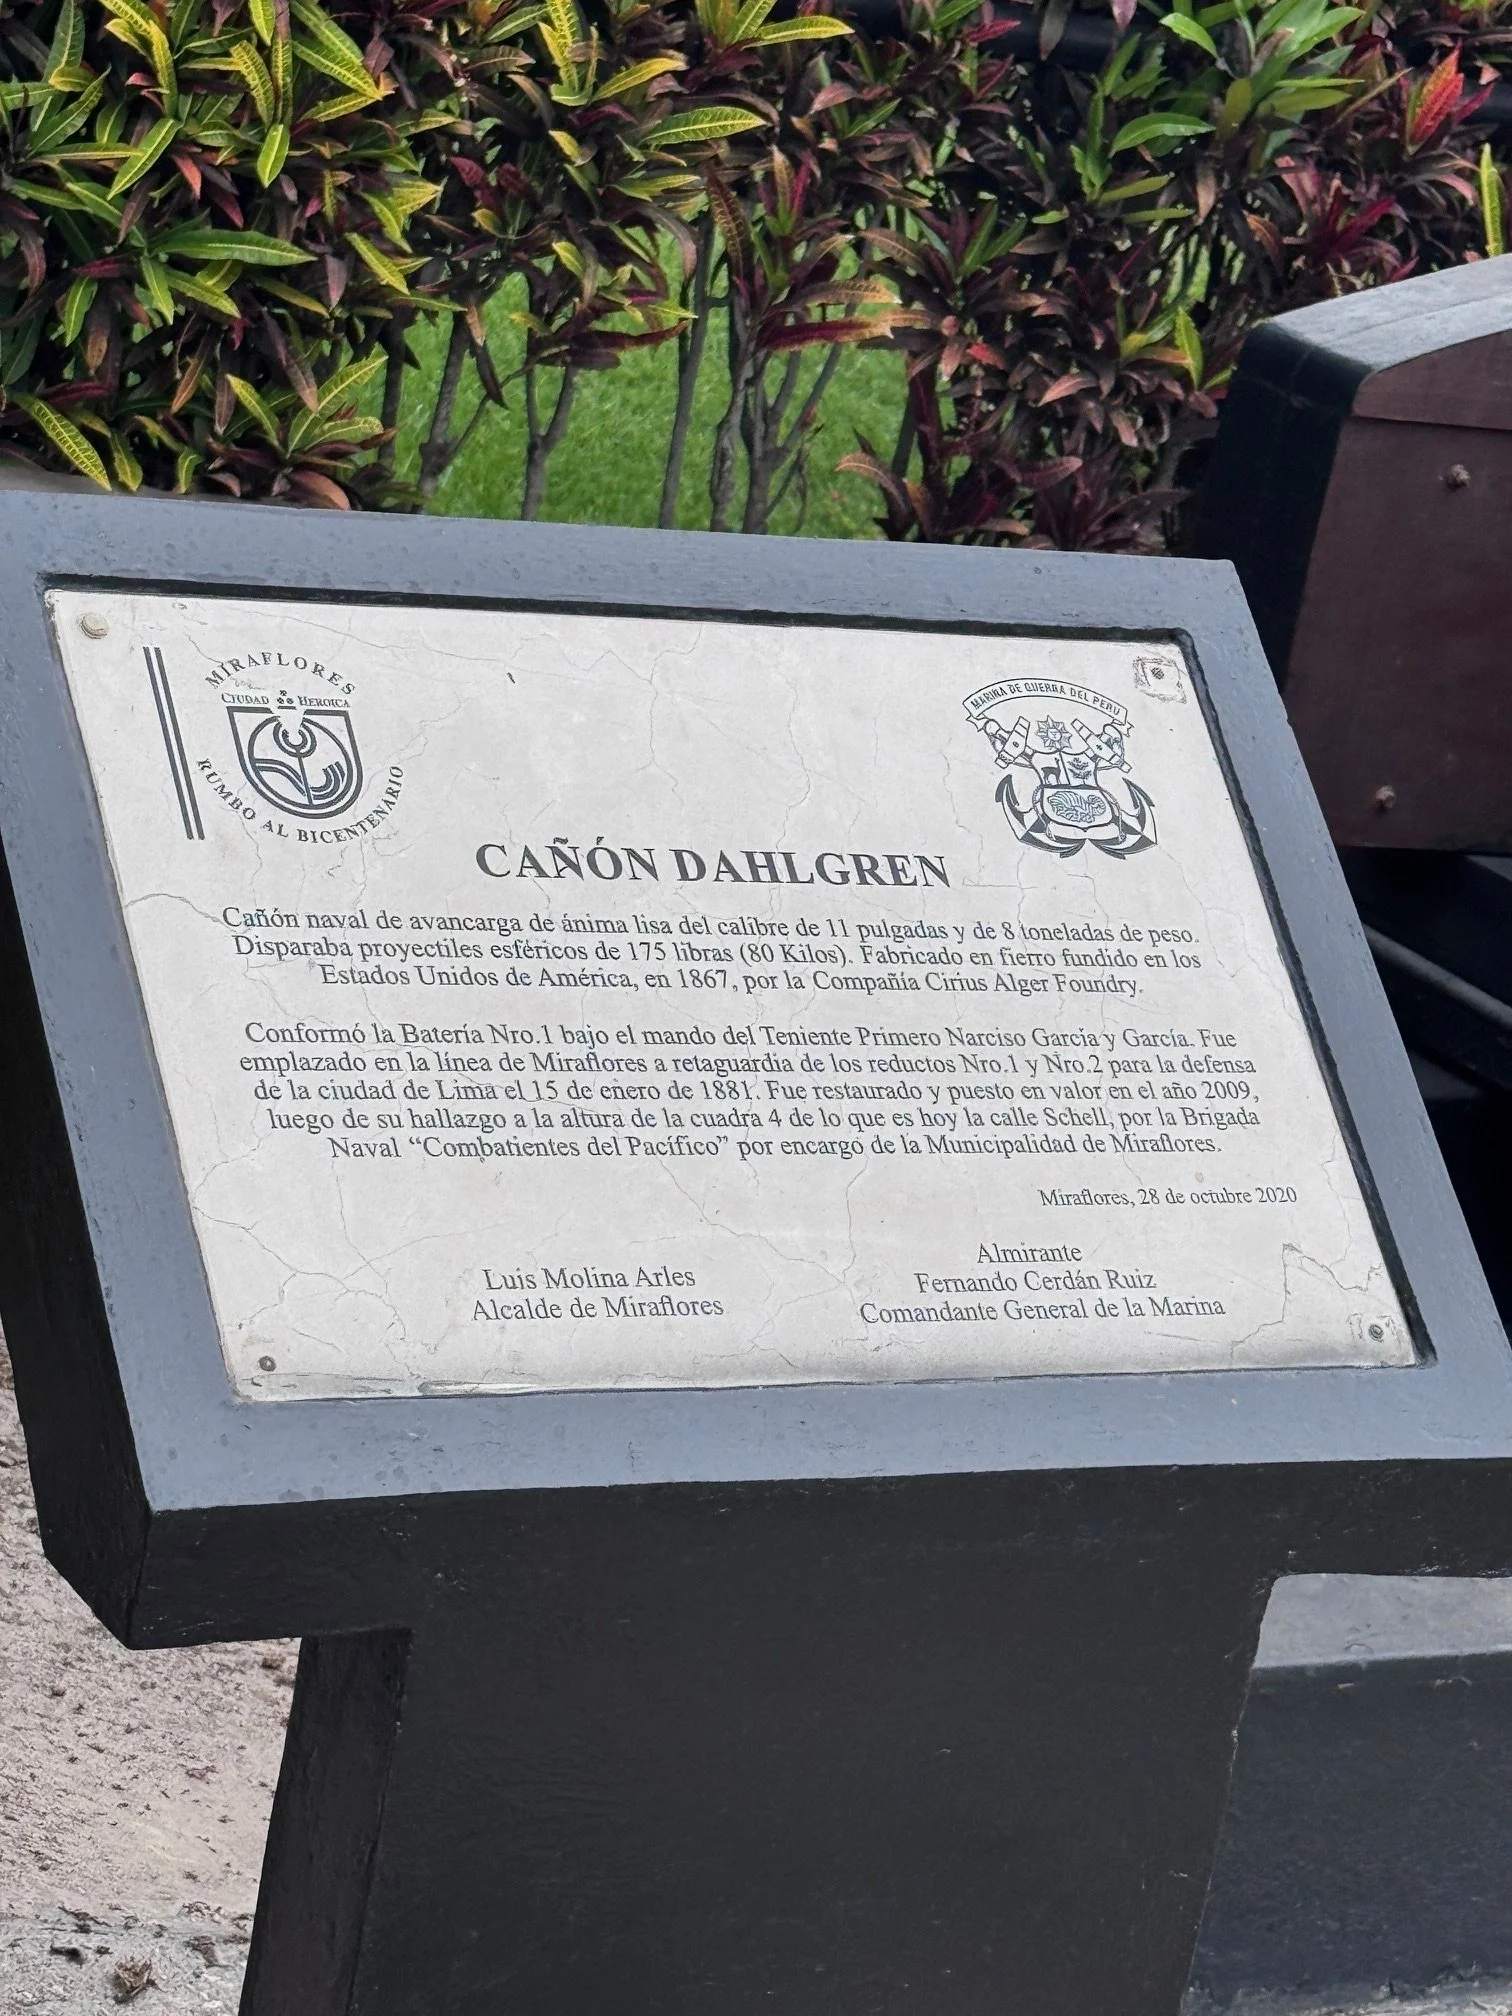 MIRAFLORES
CIUDAD HEROICA
RUMBO AL BICENTENARIO
MARINA DE GUERRA DEL PERU
CAÑÓN DAHLGREN
Cañón naval de avancarga de ánima lisa del calibre de 11 pulgadas y de 8 toneladas de peso.
Disparaba proyectiles esféricos de 175 libras (80 Kilos). Fabricado en fierro fundido en los
Estados Unidos de América, en 1867, por la Compañía Cirius Alger Foundry.
Conformó la Batería Nro.1 bajo el mando del Teniente Primero Narciso García y García. Fue
emplazado en la línea de Miraflores a retaguardia de los reductos Nro.1 y Nro.2 para la defensa
de la ciudad de Lima el 15 de enero de 1881. Fue restaurado y puesto en valor en el año 2009,
luego de su hallazgo a la altura de la cuadra 4 de lo que es hoy la calle Schell, por la Brigada
Naval “Combatientes del Pacífico” por encargo de la Municipalidad de Miraflores.
Miraflores, 28 de octubre 2020
Luis Molina Arles
Alcalde de Miraflores
Almirante
Fernando Cerdán Ruiz
Comandante General de la Marina